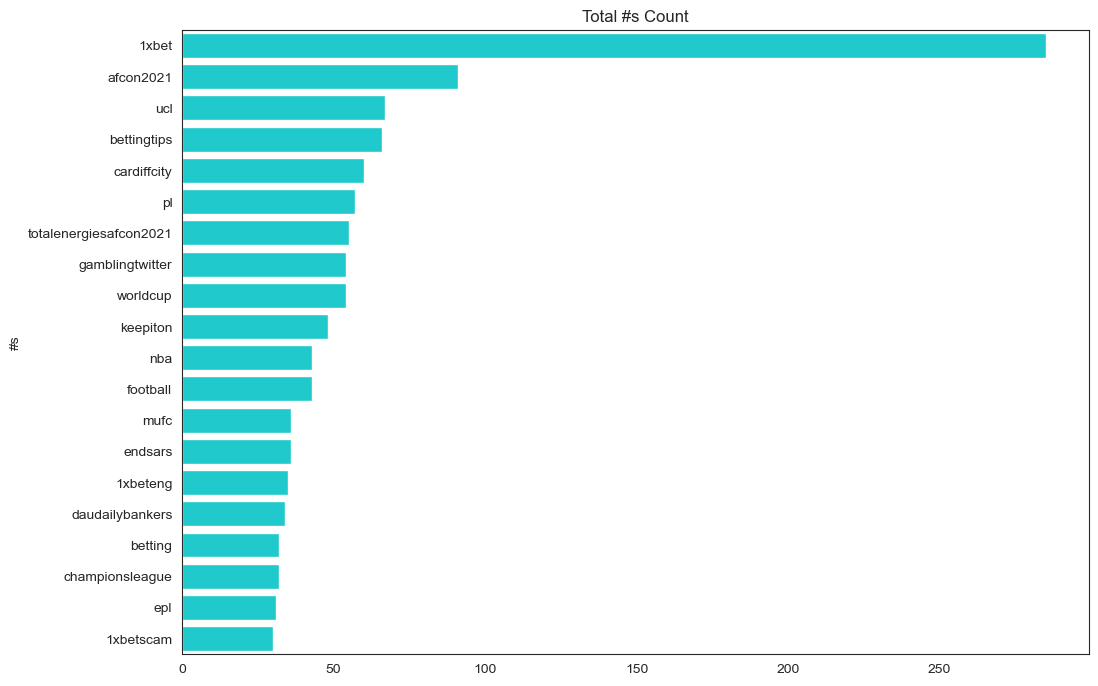 Total #s Count
1xbet
afcon2021
ucl
bettingtips
cardiffcity
pl
totalenergiesafcon2021
gamblingtwitter
worldcup
keepiton
#s
nba
football
mufc
endsars
1xbeteng
daudailybankers
betting
championsleague
epl
1xbetscam
0 50 100 150 200 250